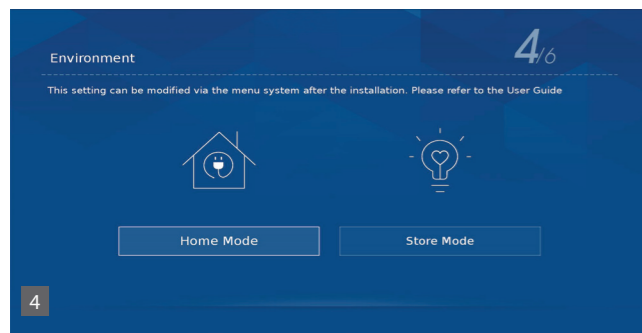 Environment
4/6
This setting can be modified via the menu system after the installation. Please refer to the User Guide
Home Mode
Store Mode
4